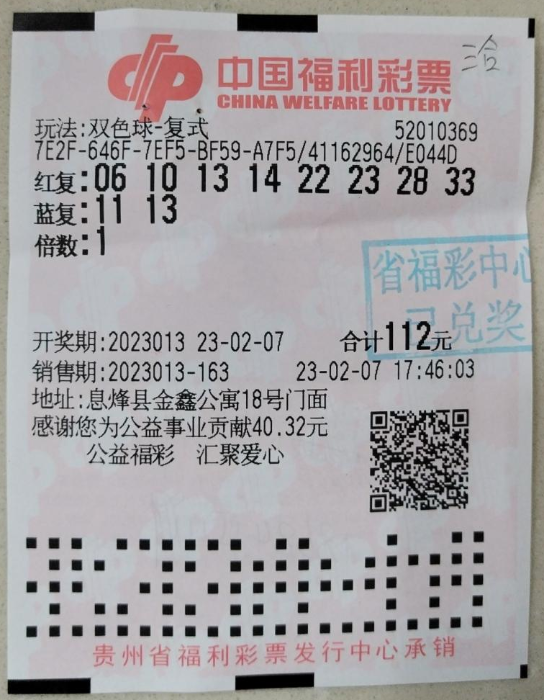 中国福利彩票
CHINA WELFARE LOTTERY
玩法:双色球-复式 52010369
7E2F-646F-7EF5-BF59-A7F5/41162964/E044D
红复:06 10 13 14 22 23 28 33
蓝复:11 13
倍数:1
省福彩中心
已兑奖
开奖期:2023013 23-02-07 合计112元
销售期:2023013-163 23-02-07 17:46:03
地址:息烽县金鑫公寓18号门面
感谢您为公益事业贡献40.32元
公益福彩 汇聚爱心
贵州省福利彩票发行中心承销